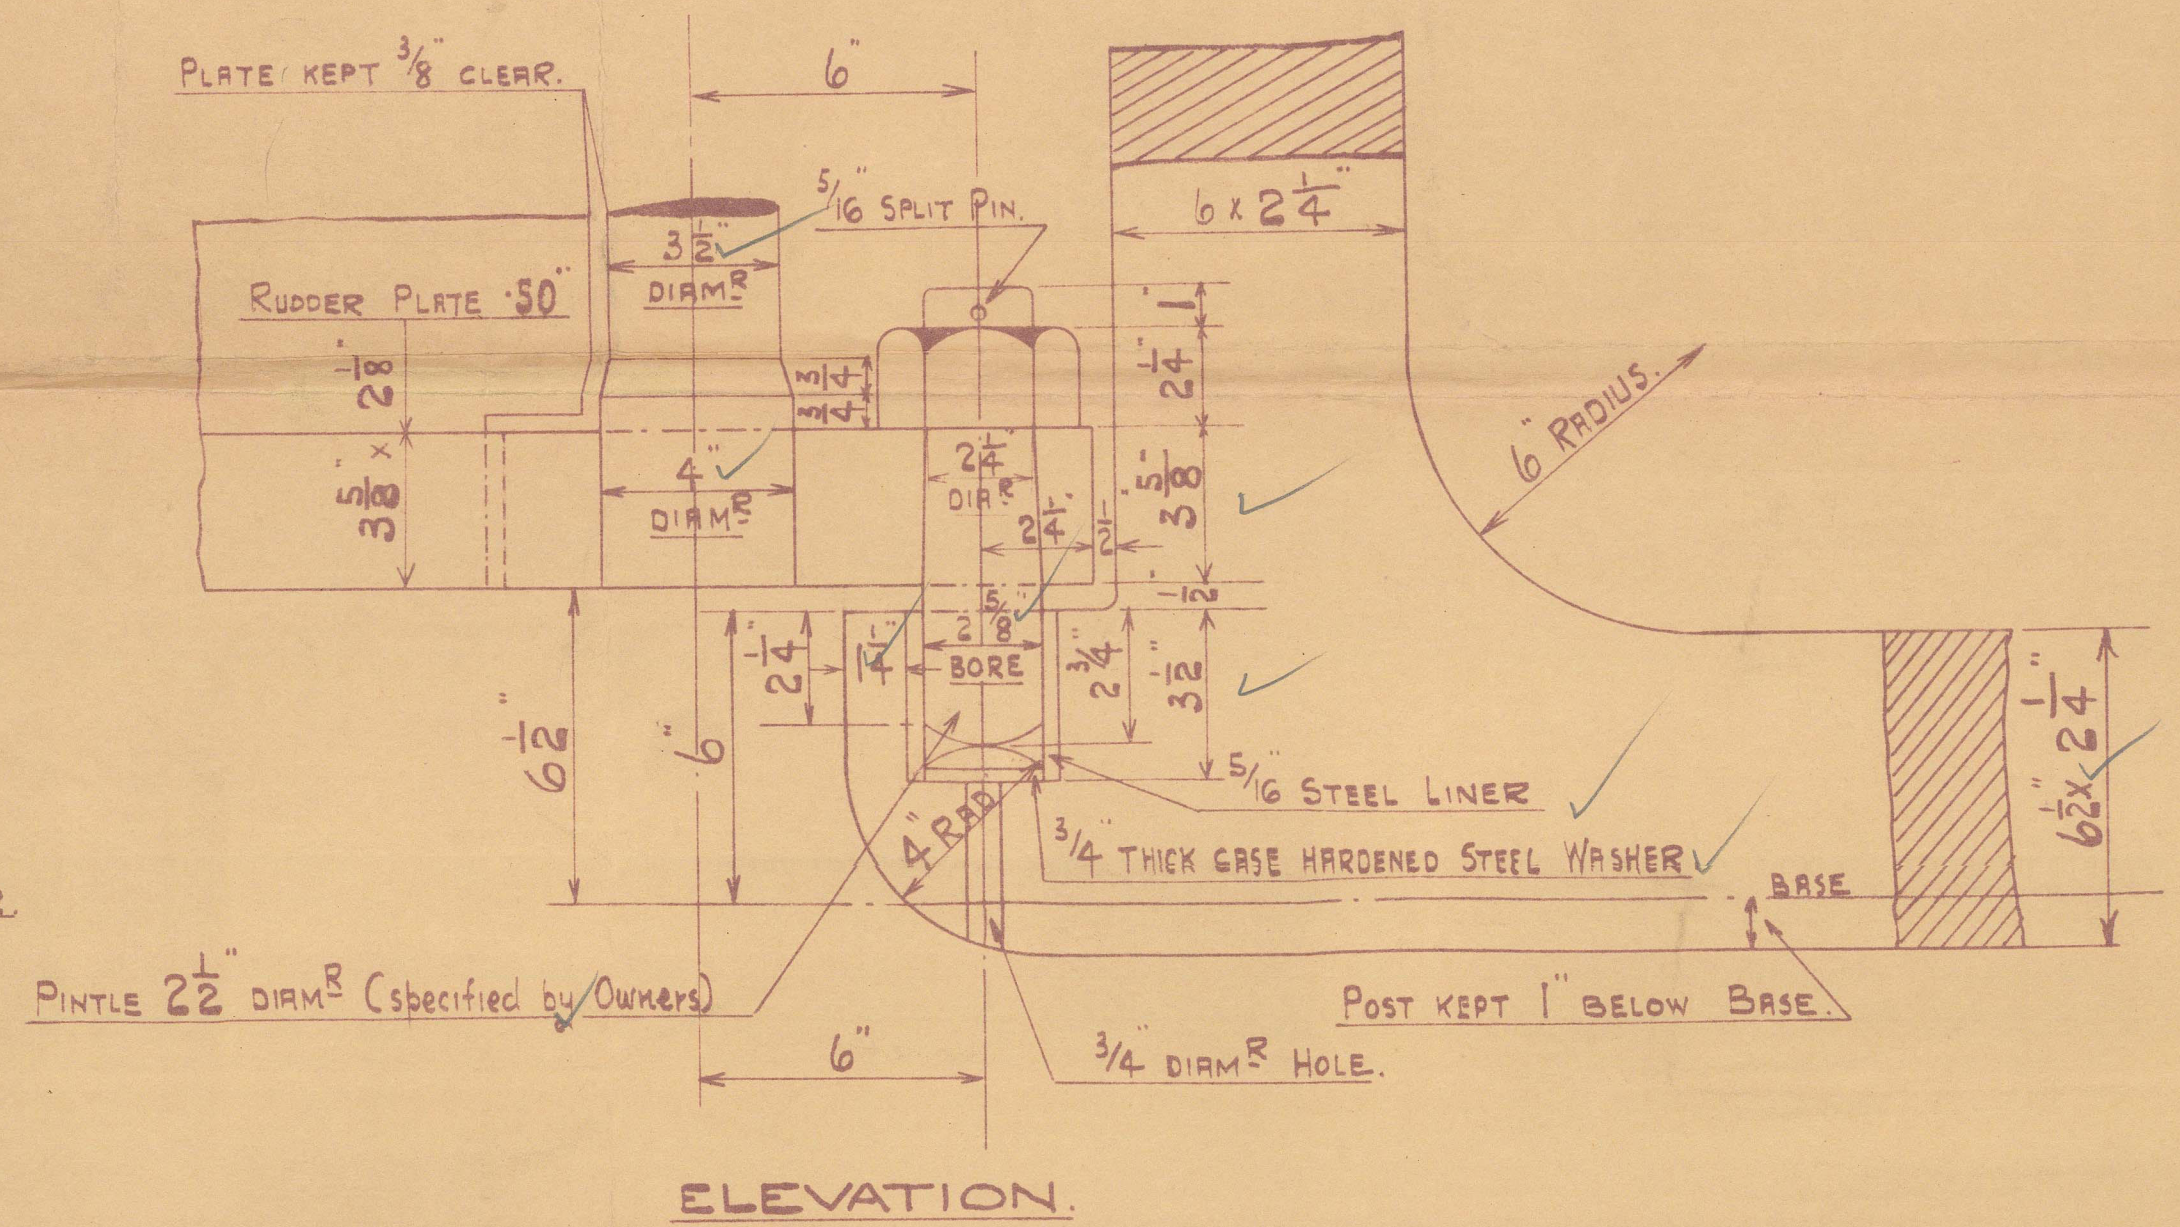 PLATE KEPT 3/8" CLEAR.
6"
5/16" SPLIT PIN.
6 x 2 1/4"
3 1/2"
DIAMR
RUDDER PLATE .50"
1"
2 1/8"
3/4
3/4
2 1/4"
6" RADIUS.
3 5/8" x
4"
DIAMR
2 1/4"
DIAR
2 1/4"
1/2
3 5/8"
1/2"
2 5/8"
BORE
2 1/4"
1 1/4"
2 3/4"
3 1/2"
6 1/2"
6"
6 1/2" x 2 1/4"
5/16" STEEL LINER
4" RAD
3/4" THICK CASE HARDENED STEEL WASHER
BASE
PINTLE 2 1/2" DIAMR (specified by Owners)
POST KEPT 1" BELOW BASE.
6"
3/4" DIAMR HOLE.
ELEVATION.